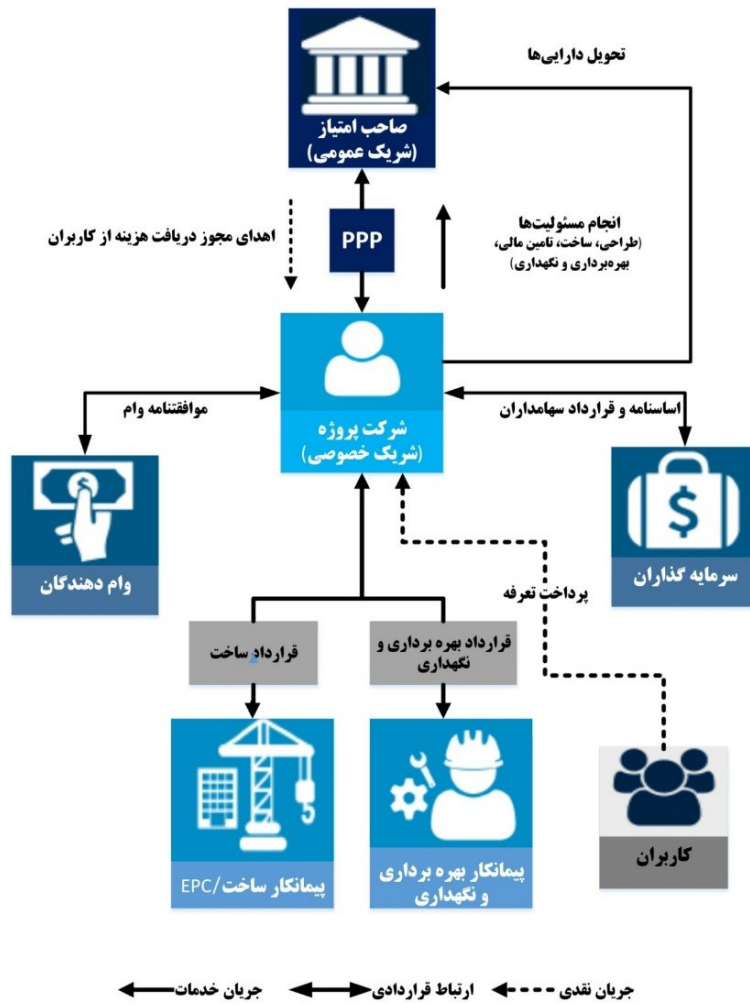 تحویل دارایی‌ها
صاحب امتیاز
(شریک عمومی)
انجام مسئولیت‌ها
(طراحی، ساخت، تامین مالی،
بهره‌برداری و نگهداری)
PPP
اهدای مجوز دریافت هزینه از کاربران
اساسنامه و قرارداد سهامداران
موافقتنامه وام
شرکت پروژه
(شریک خصوصی)
سرمایه گذاران
وام دهندگان
پرداخت تعرفه
قرارداد بهره برداری و
نگهداری
قرارداد ساخت
کاربران
پیمانکار بهره برداری
و نگهداری
پیمانکار ساخت/EPC
جریان نقدی
ارتباط قراردادی
جریان خدمات